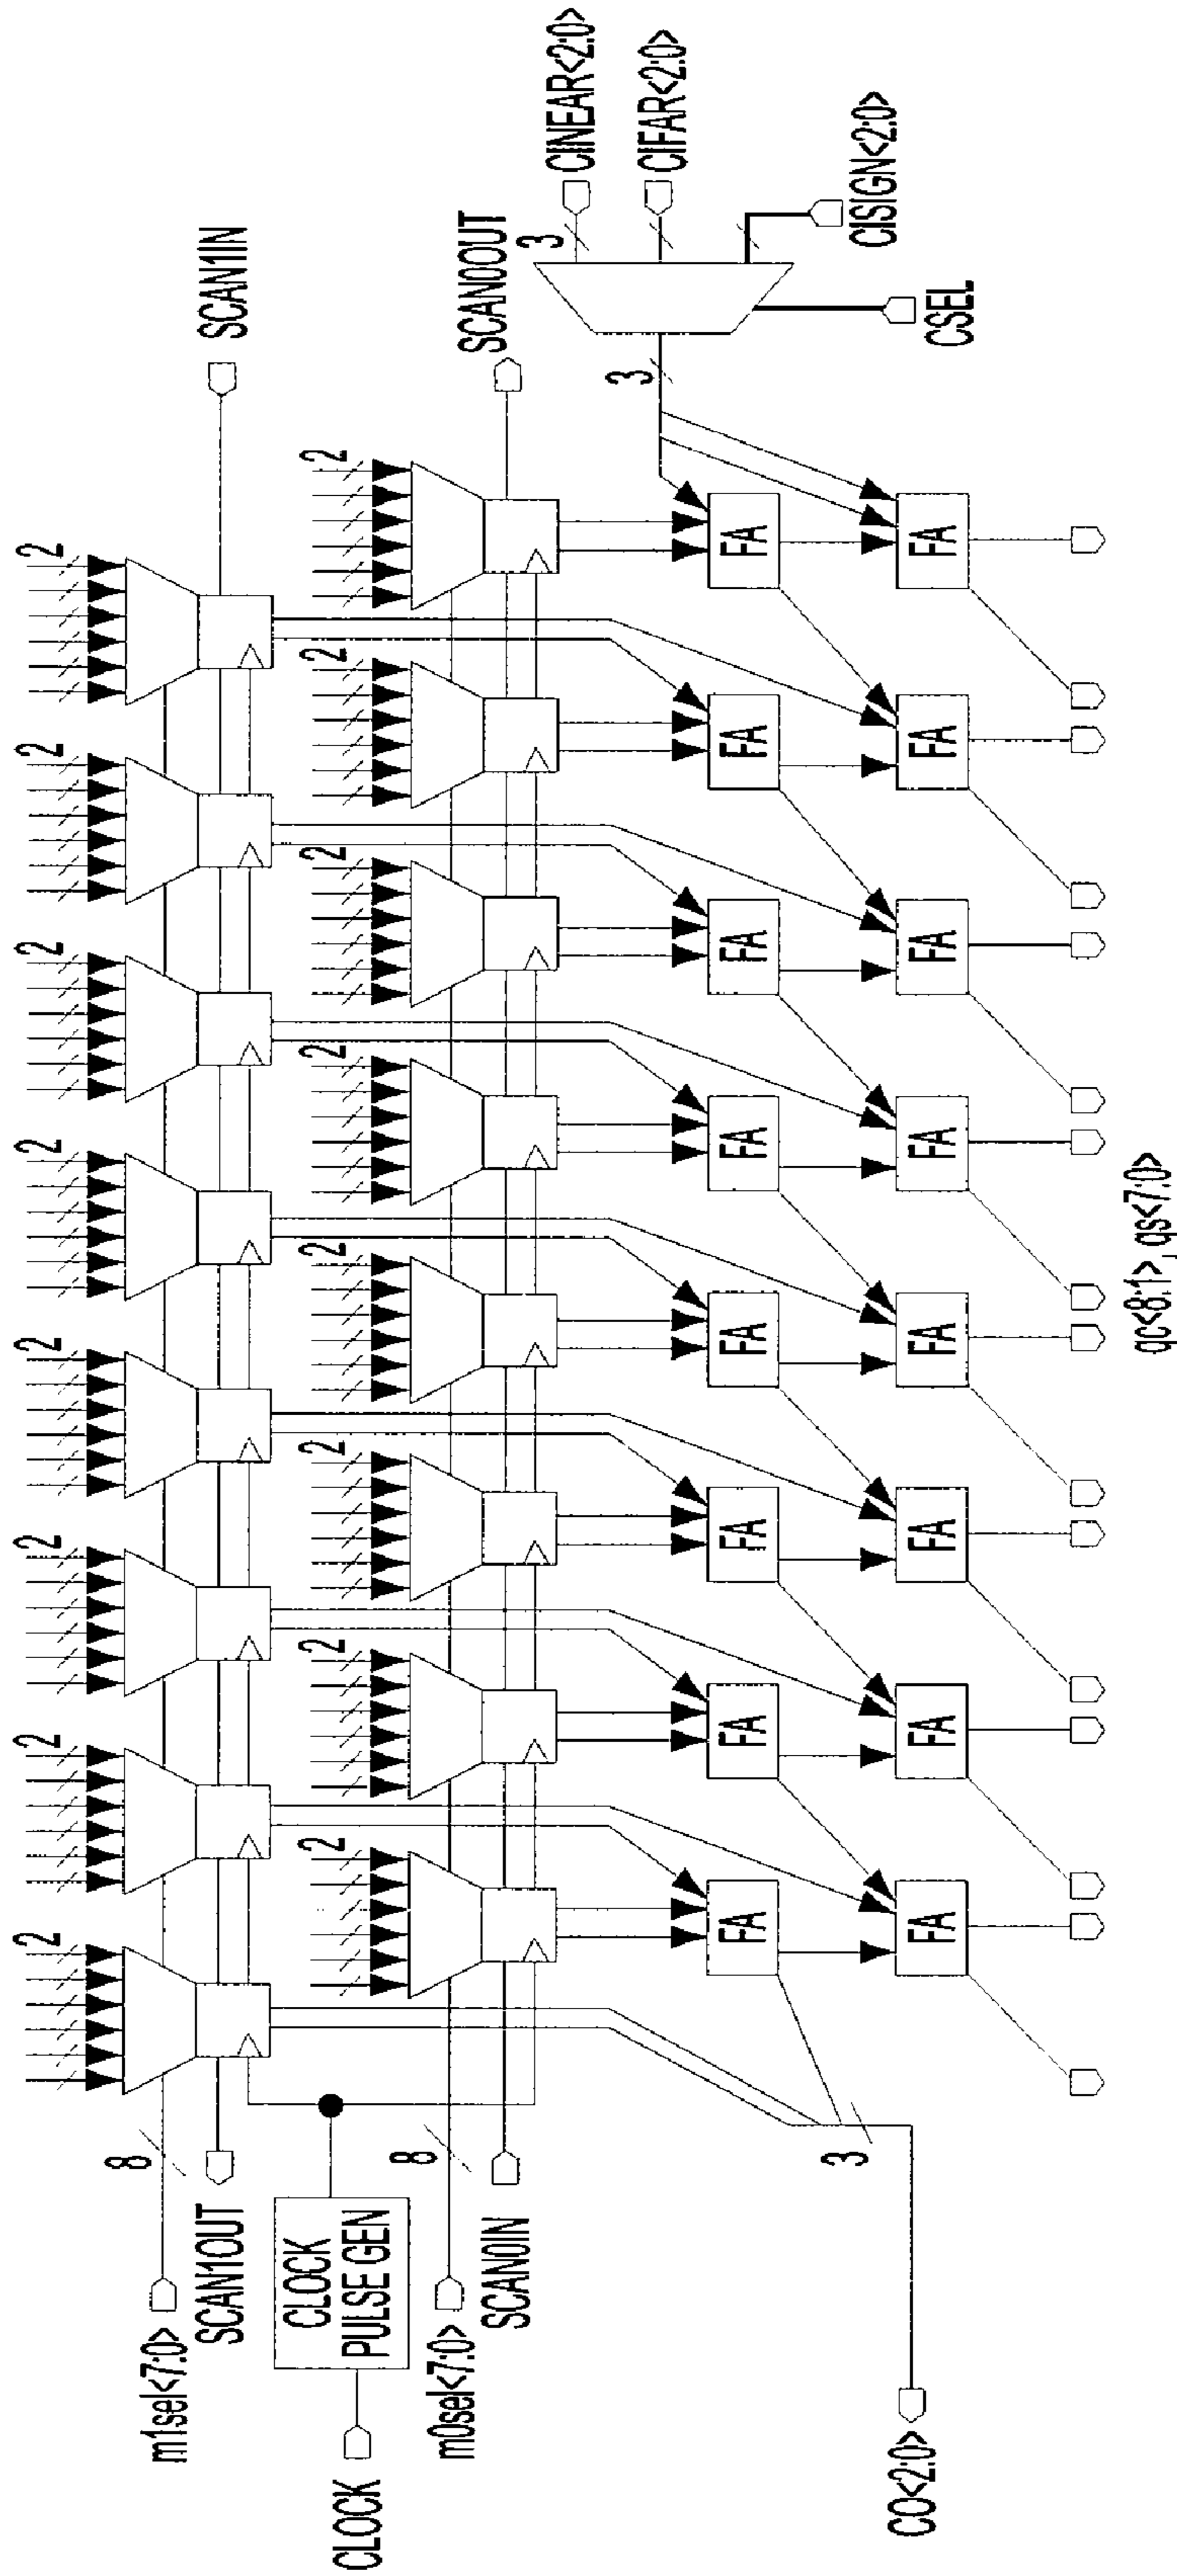 2
2
2
2
2
2
2
2
m1sel<7:0>
8
SCAN1IN
SCAN1OUT
2
2
2
2
2
2
2
2
CLOCK
CLOCK
PULSE GEN
m0sel<7:0>
8
SCAN0IN
SCAN0OUT
3
CINEAR<2:0>
CIFAR<2:0>
CISIGN<2:0>
CSEL
3
FA
FA
FA
FA
FA
FA
FA
FA
3
FA
FA
FA
FA
FA
FA
FA
FA
CO<2:0>
qc<8:1>, qs<7:0>